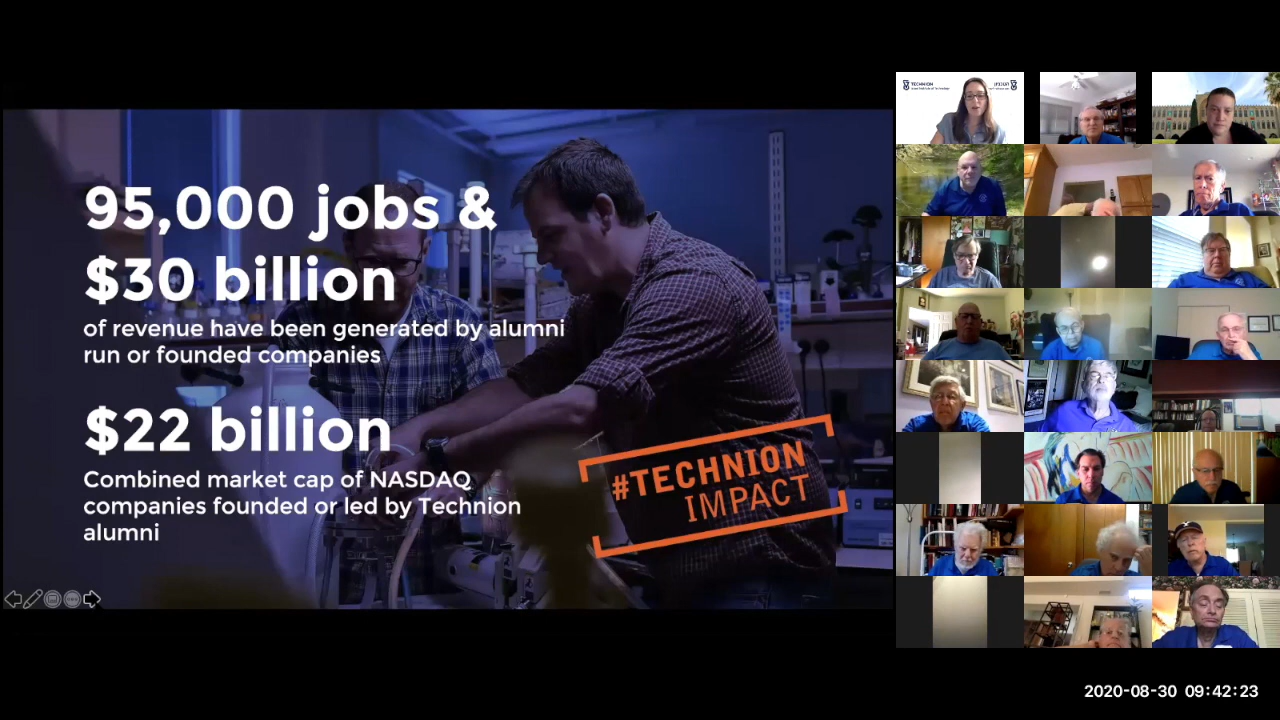 95,000 jobs &
$30 billion
of revenue have been generated by alumni
run or founded companies
$22 billion
Combined market cap of NASDAQ
companies founded or led by Technion
alumni
#TECHNION
IMPACT
TECHNION
2020-08-30 09:42:23